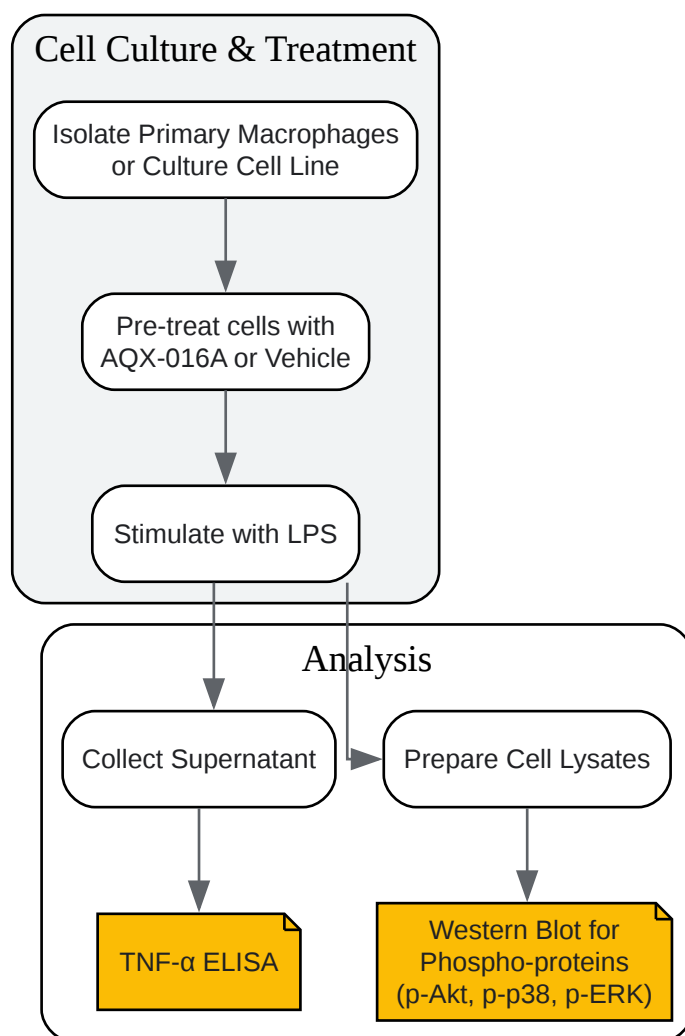 Cell Culture & Treatment
Isolate Primary Macrophages
or Culture Cell Line
Pre-treat cells with
AQX-016A or Vehicle
Stimulate with LPS
Analysis
Collect Supernatant
Prepare Cell Lysates
TNF-α ELISA
Western Blot for
Phospho-proteins
(p-Akt, p-p38, p-ERK)